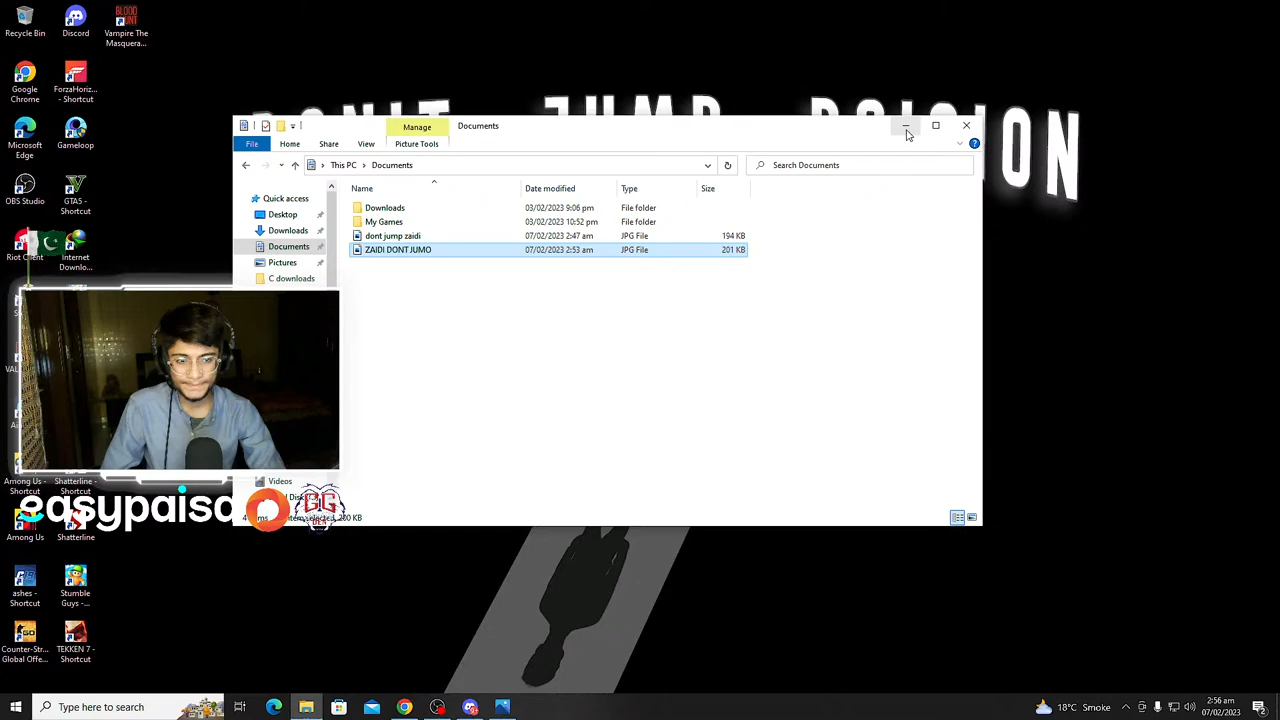 Recycle Bin
Discord
Vampire The
Masquera...
BLOOD
HUNT
Google
Chrome
ForzaHoriz...
- Shortcut
Microsoft
Edge
Gameloop
OBS Studio
GTA5 -
Shortcut
Riot Client
Internet
Downlo...
Among Us -
Shortcut
Shatterline -
Shortcut
Among Us
Shatterline
ashes -
Shortcut
Stumble
Guys -...
Counter-Str...
Global Offe...
TEKKEN 7 -
Shortcut
Manage
Documents
File
Home
Share
View
Picture Tools
This PC
Documents
Search Documents
Name
Date modified
Type
Size
Quick access
Desktop
Downloads
Documents
Pictures
C downloads
Videos
Downloads
03/02/2023 9:06 pm
File folder
My Games
03/02/2023 10:52 pm
File folder
dont jump zaidi
07/02/2023 2:47 am
JPG File
194 KB
ZAIDI DONT JUMO
07/02/2023 2:53 am
JPG File
201 KB
easypaisa
GG
DEN
Type here to search
18°C Smoke
2:56 am
07/02/2023
2